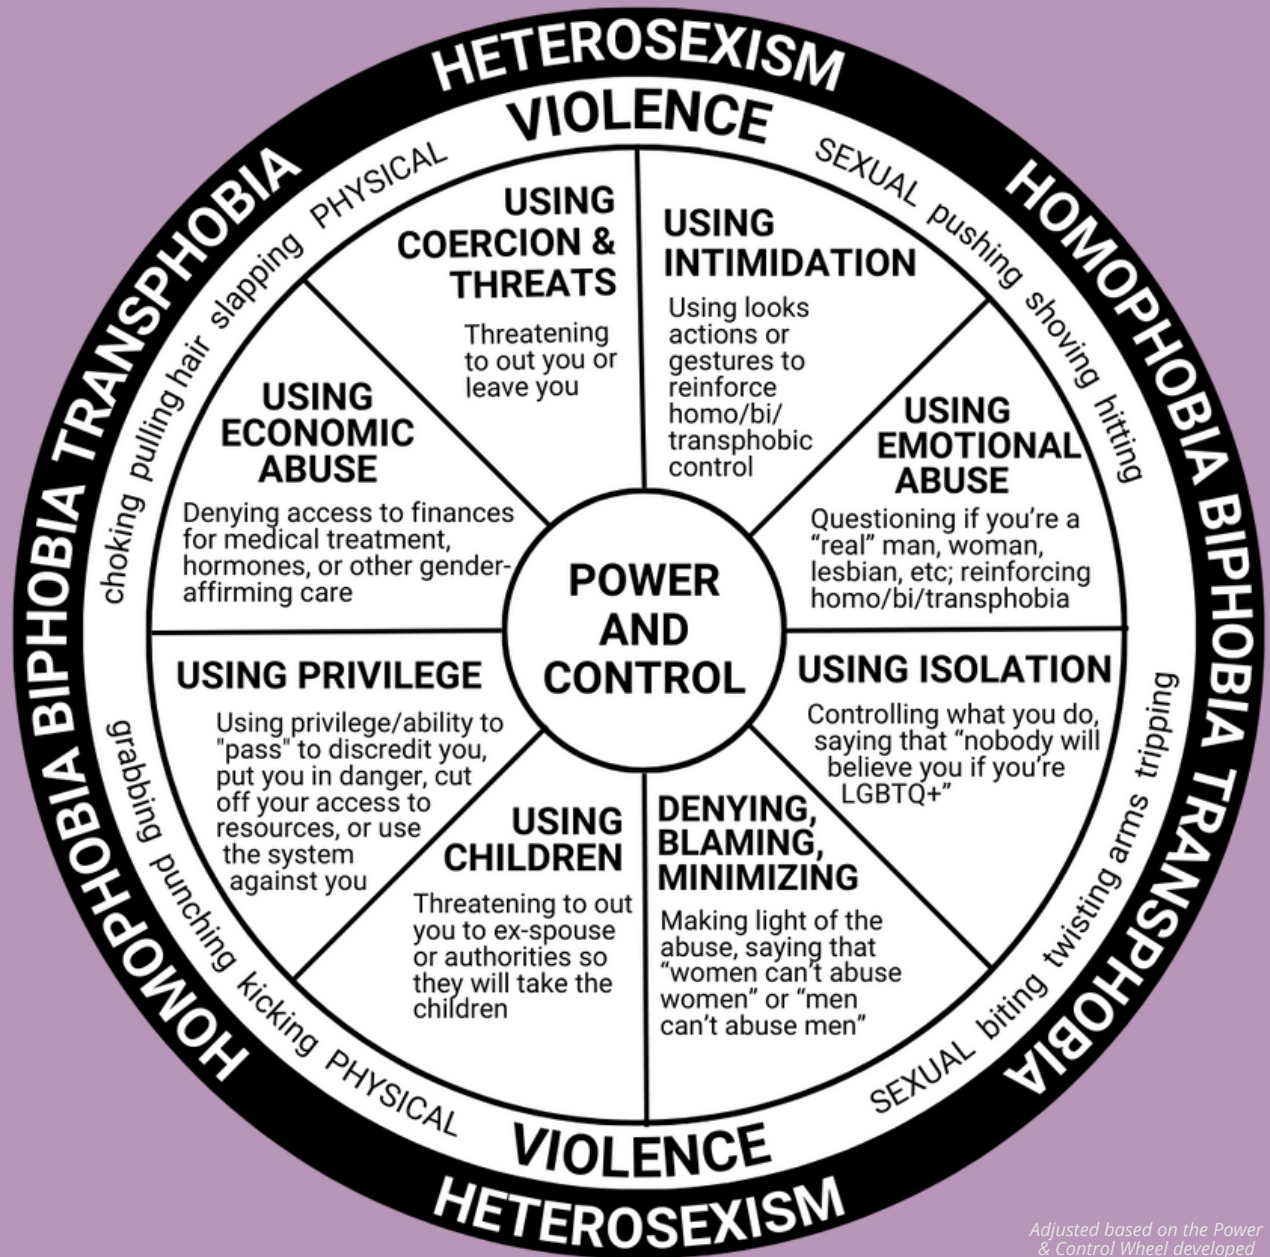 HETEROSEXISM
HOMOPHOBIA BIPHOBIA TRANSPHOBIA
HETEROSEXISM
HOMOPHOBIA BIPHOBIA TRANSPHOBIA
VIOLENCE
SEXUAL pushing shoving hitting
tripping twisting arms biting SEXUAL
VIOLENCE
PHYSICAL kicking punching grabbing
choking pulling hair slapping PHYSICAL
USING
COERCION &
THREATS
Threatening
to out you or
leave you
USING
INTIMIDATION
Using looks
actions or
gestures to
reinforce
homo/bi/
transphobic
control
USING
EMOTIONAL
ABUSE
Questioning if you’re a
“real” man, woman,
lesbian, etc; reinforcing
homo/bi/transphobia
USING ISOLATION
Controlling what you do,
saying that “nobody will
believe you if you’re
LGBTQ+”
DENYING,
BLAMING,
MINIMIZING
Making light of the
abuse, saying that
“women can’t abuse
women” or “men
can’t abuse men”
USING
CHILDREN
Threatening to out
you to ex-spouse
or authorities so
they will take the
children
USING PRIVILEGE
Using privilege/ability to
"pass" to discredit you,
put you in danger, cut
off your access to
resources, or use
the system
against you
USING
ECONOMIC
ABUSE
Denying access to finances
for medical treatment,
hormones, or other gender-
affirming care
POWER
AND
CONTROL
Adjusted based on the Power
& Control Wheel developed